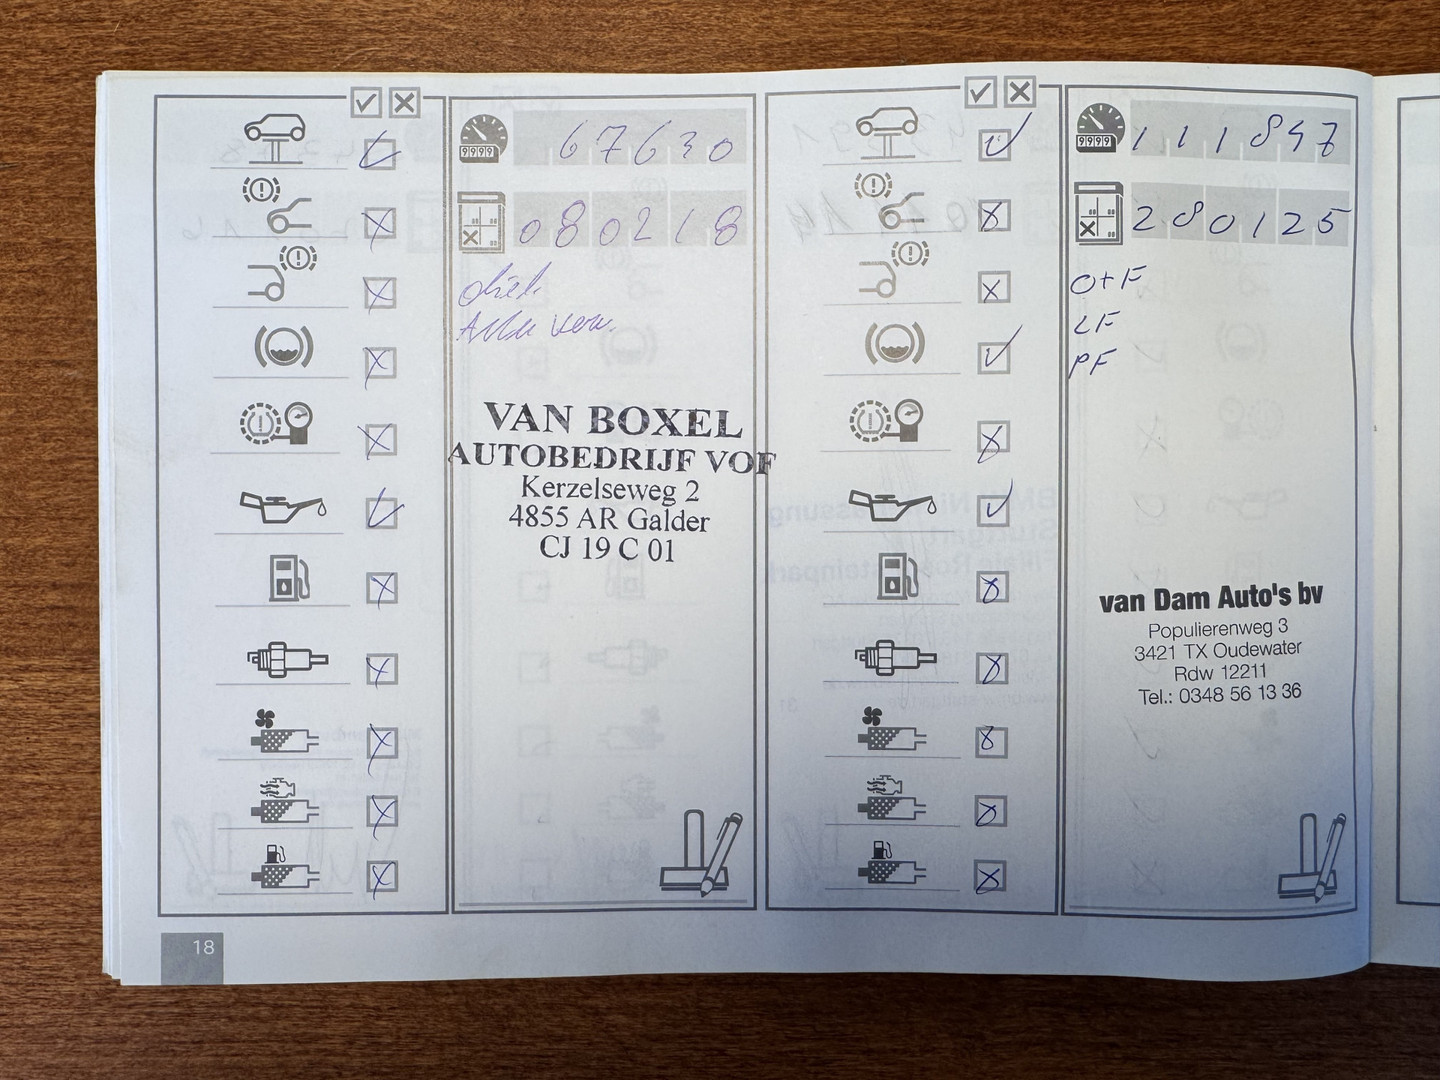 67630
080218
VAN BOXEL
AUTOBEDRIJF VOF
Kerzelseweg 2
4855 AR Galder
CJ 19 C 01
111847
280125
O+F
LF
PF
van Dam Auto's bv
Populierenweg 3
3421 TX Oudewater
Rdw 12211
Tel.: 0348 56 13 36
18